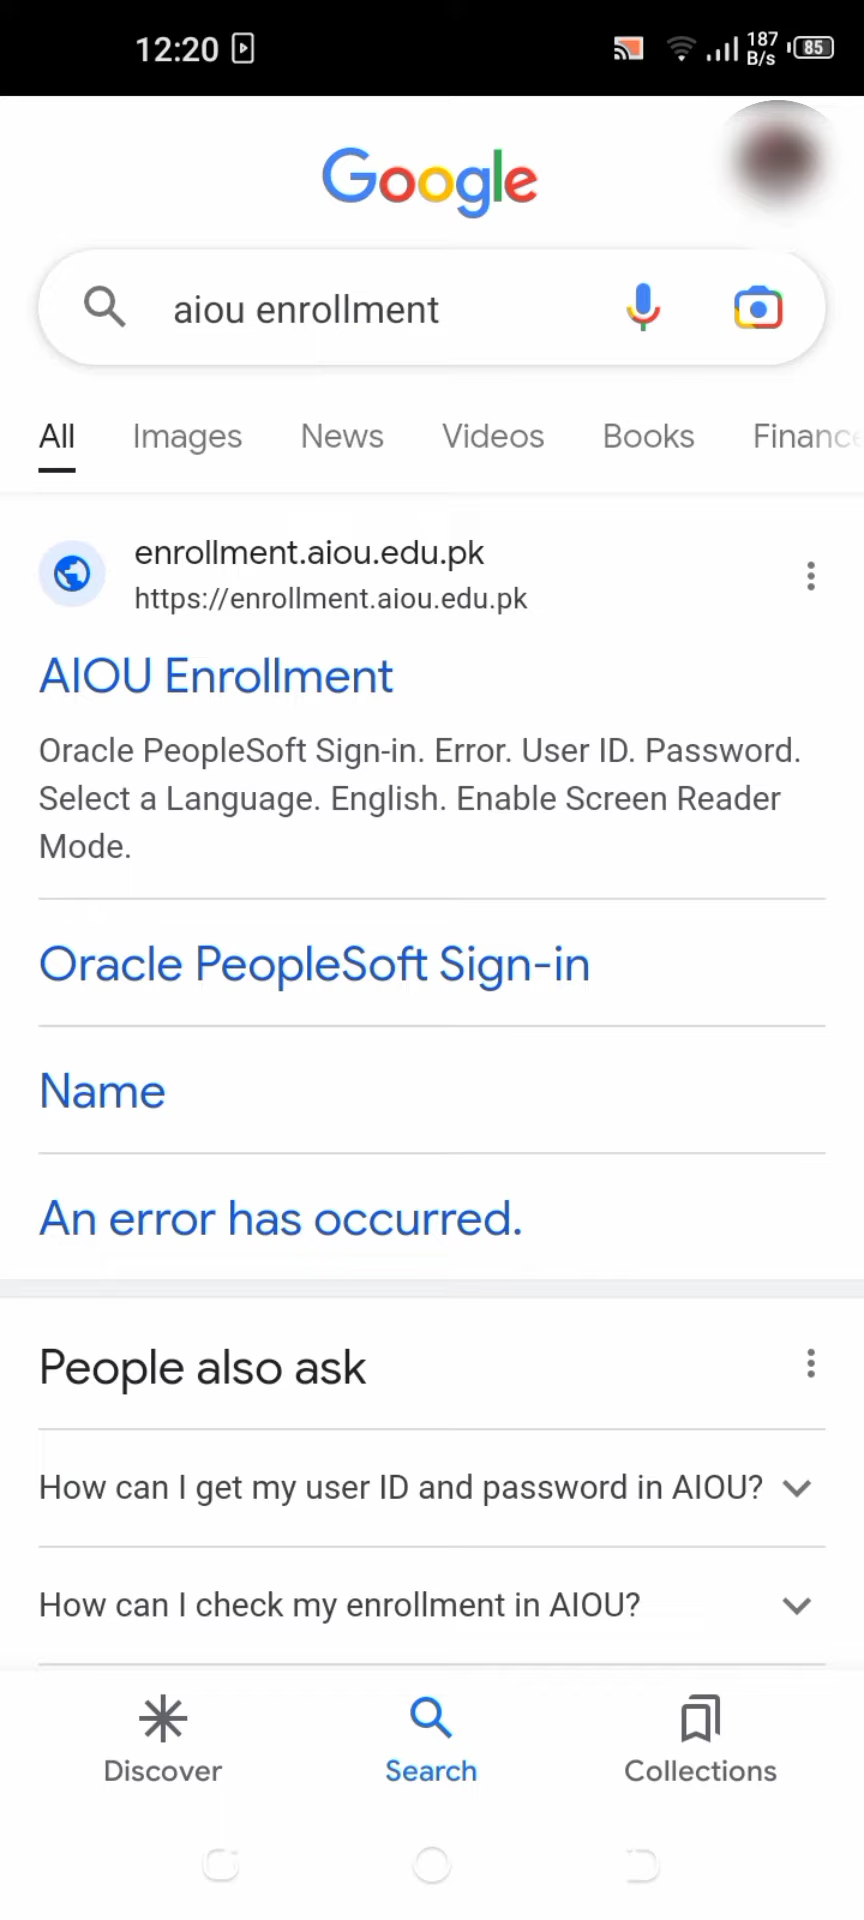 12:20
187
B/s
85
Google
aiou enrollment
All Images News Videos Books Finance
enrollment.aiou.edu.pk
https://enrollment.aiou.edu.pk
AIOU Enrollment
Oracle PeopleSoft Sign-in. Error. User ID. Password.
Select a Language. English. Enable Screen Reader
Mode.
Oracle PeopleSoft Sign-in
Name
An error has occurred.
People also ask
How can I get my user ID and password in AIOU?
How can I check my enrollment in AIOU?
Discover Search Collections